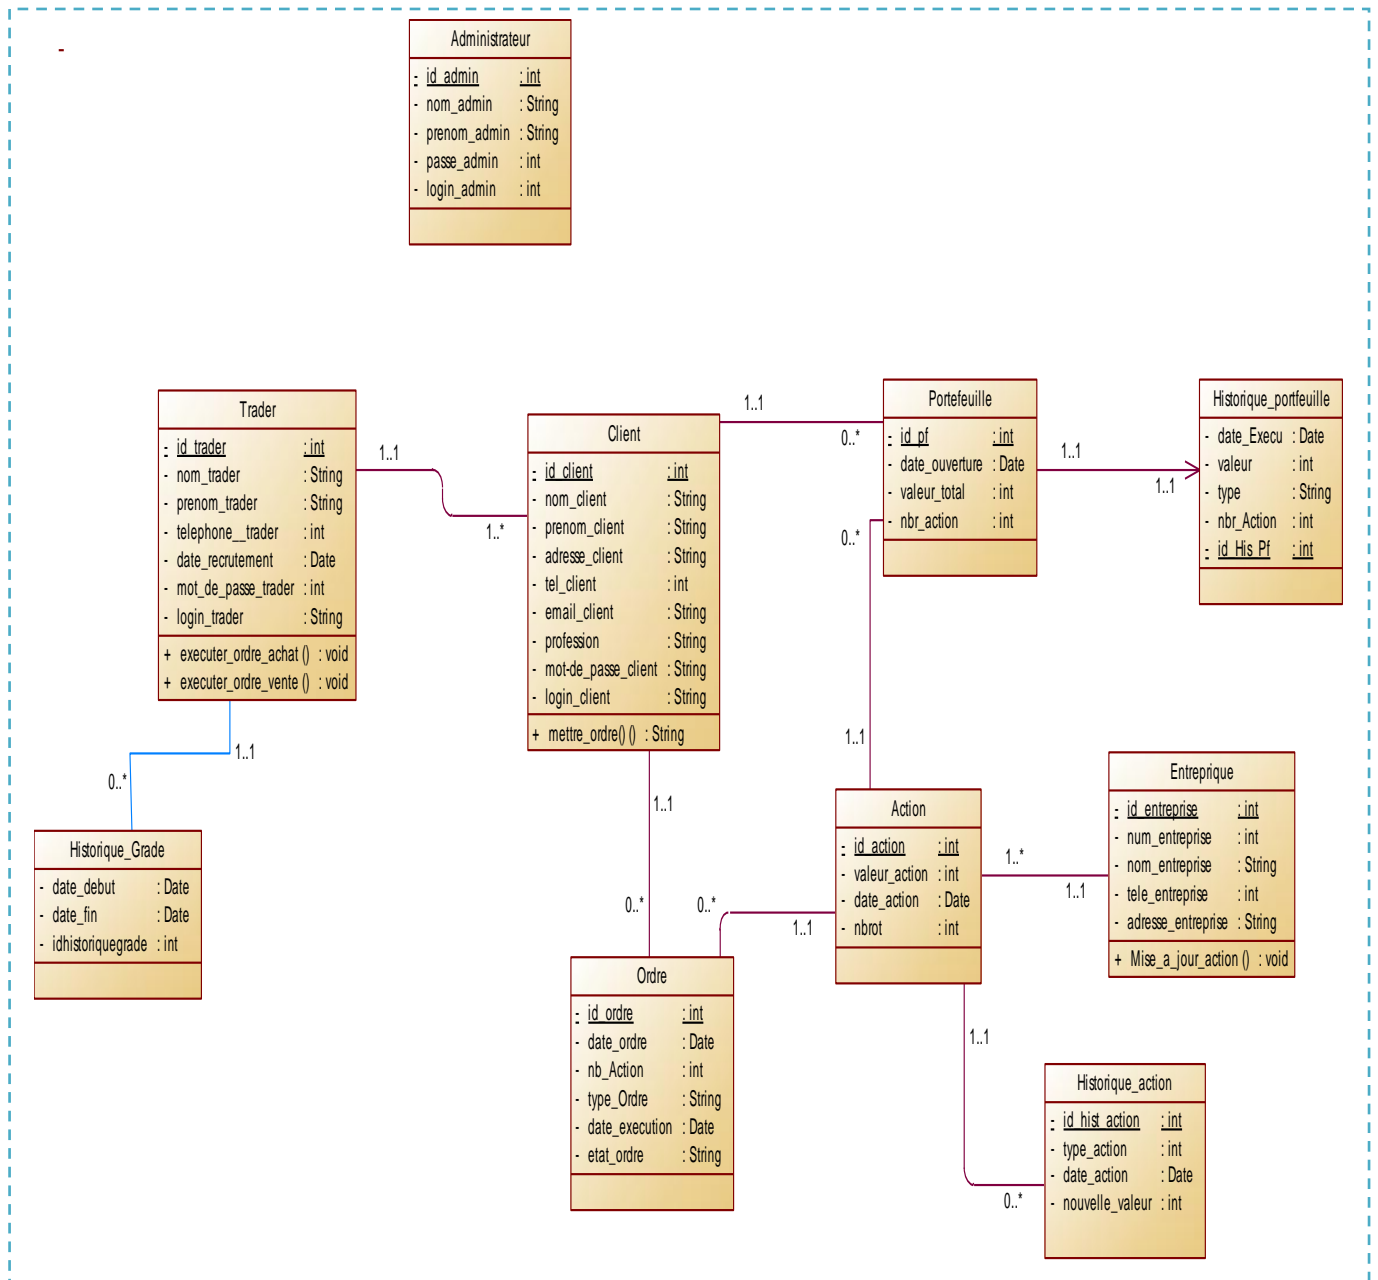 -
Administrateur
- id_admin : int
- nom_admin : String
- prenom_admin : String
- passe_admin : int
- login_admin : int
Trader
- id_trader : int
- nom_trader : String
- prenom_trader : String
- telephone__trader : int
- date_recrutement : Date
- mot_de_passe_trader : int
- login_trader : String
+ executer_ordre_achat () : void
+ executer_ordre_vente () : void
1..1
1..*
Client
- id_client : int
- nom_client : String
- prenom_client : String
- adresse_client : String
- tel_client : int
- email_client : String
- profession : String
- mot-de_passe_client : String
- login_client : String
+ mettre_ordre() () : String
1..1
0..*
Portefeuille
- id_pf : int
- date_ouverture : Date
- valeur_total : int
- nbr_action : int
1..1
1..1
Historique_portfeuille
- date_Execu : Date
- valeur : int
- type : String
- nbr_Action : int
- id_His_Pf : int
0..*
1..1
1..1
0..*
Historique_Grade
- date_debut : Date
- date_fin : Date
- idhistoriquegrade : int
1..1
0..*
0..*
1..1
Action
- id_action : int
- valeur_action : int
- date_action : Date
- nbrot : int
1..*
1..1
Entreprique
- id_entreprise : int
- num_entreprise : int
- nom_entreprise : String
- tele_entreprise : int
- adresse_entreprise : String
+ Mise_a_jour_action () : void
Ordre
- id_ordre : int
- date_ordre : Date
- nb_Action : int
- type_Ordre : String
- date_execution : Date
- etat_ordre : String
1..1
0..*
Historique_action
- id_hist_action : int
- type_action : int
- date_action : Date
- nouvelle_valeur : int